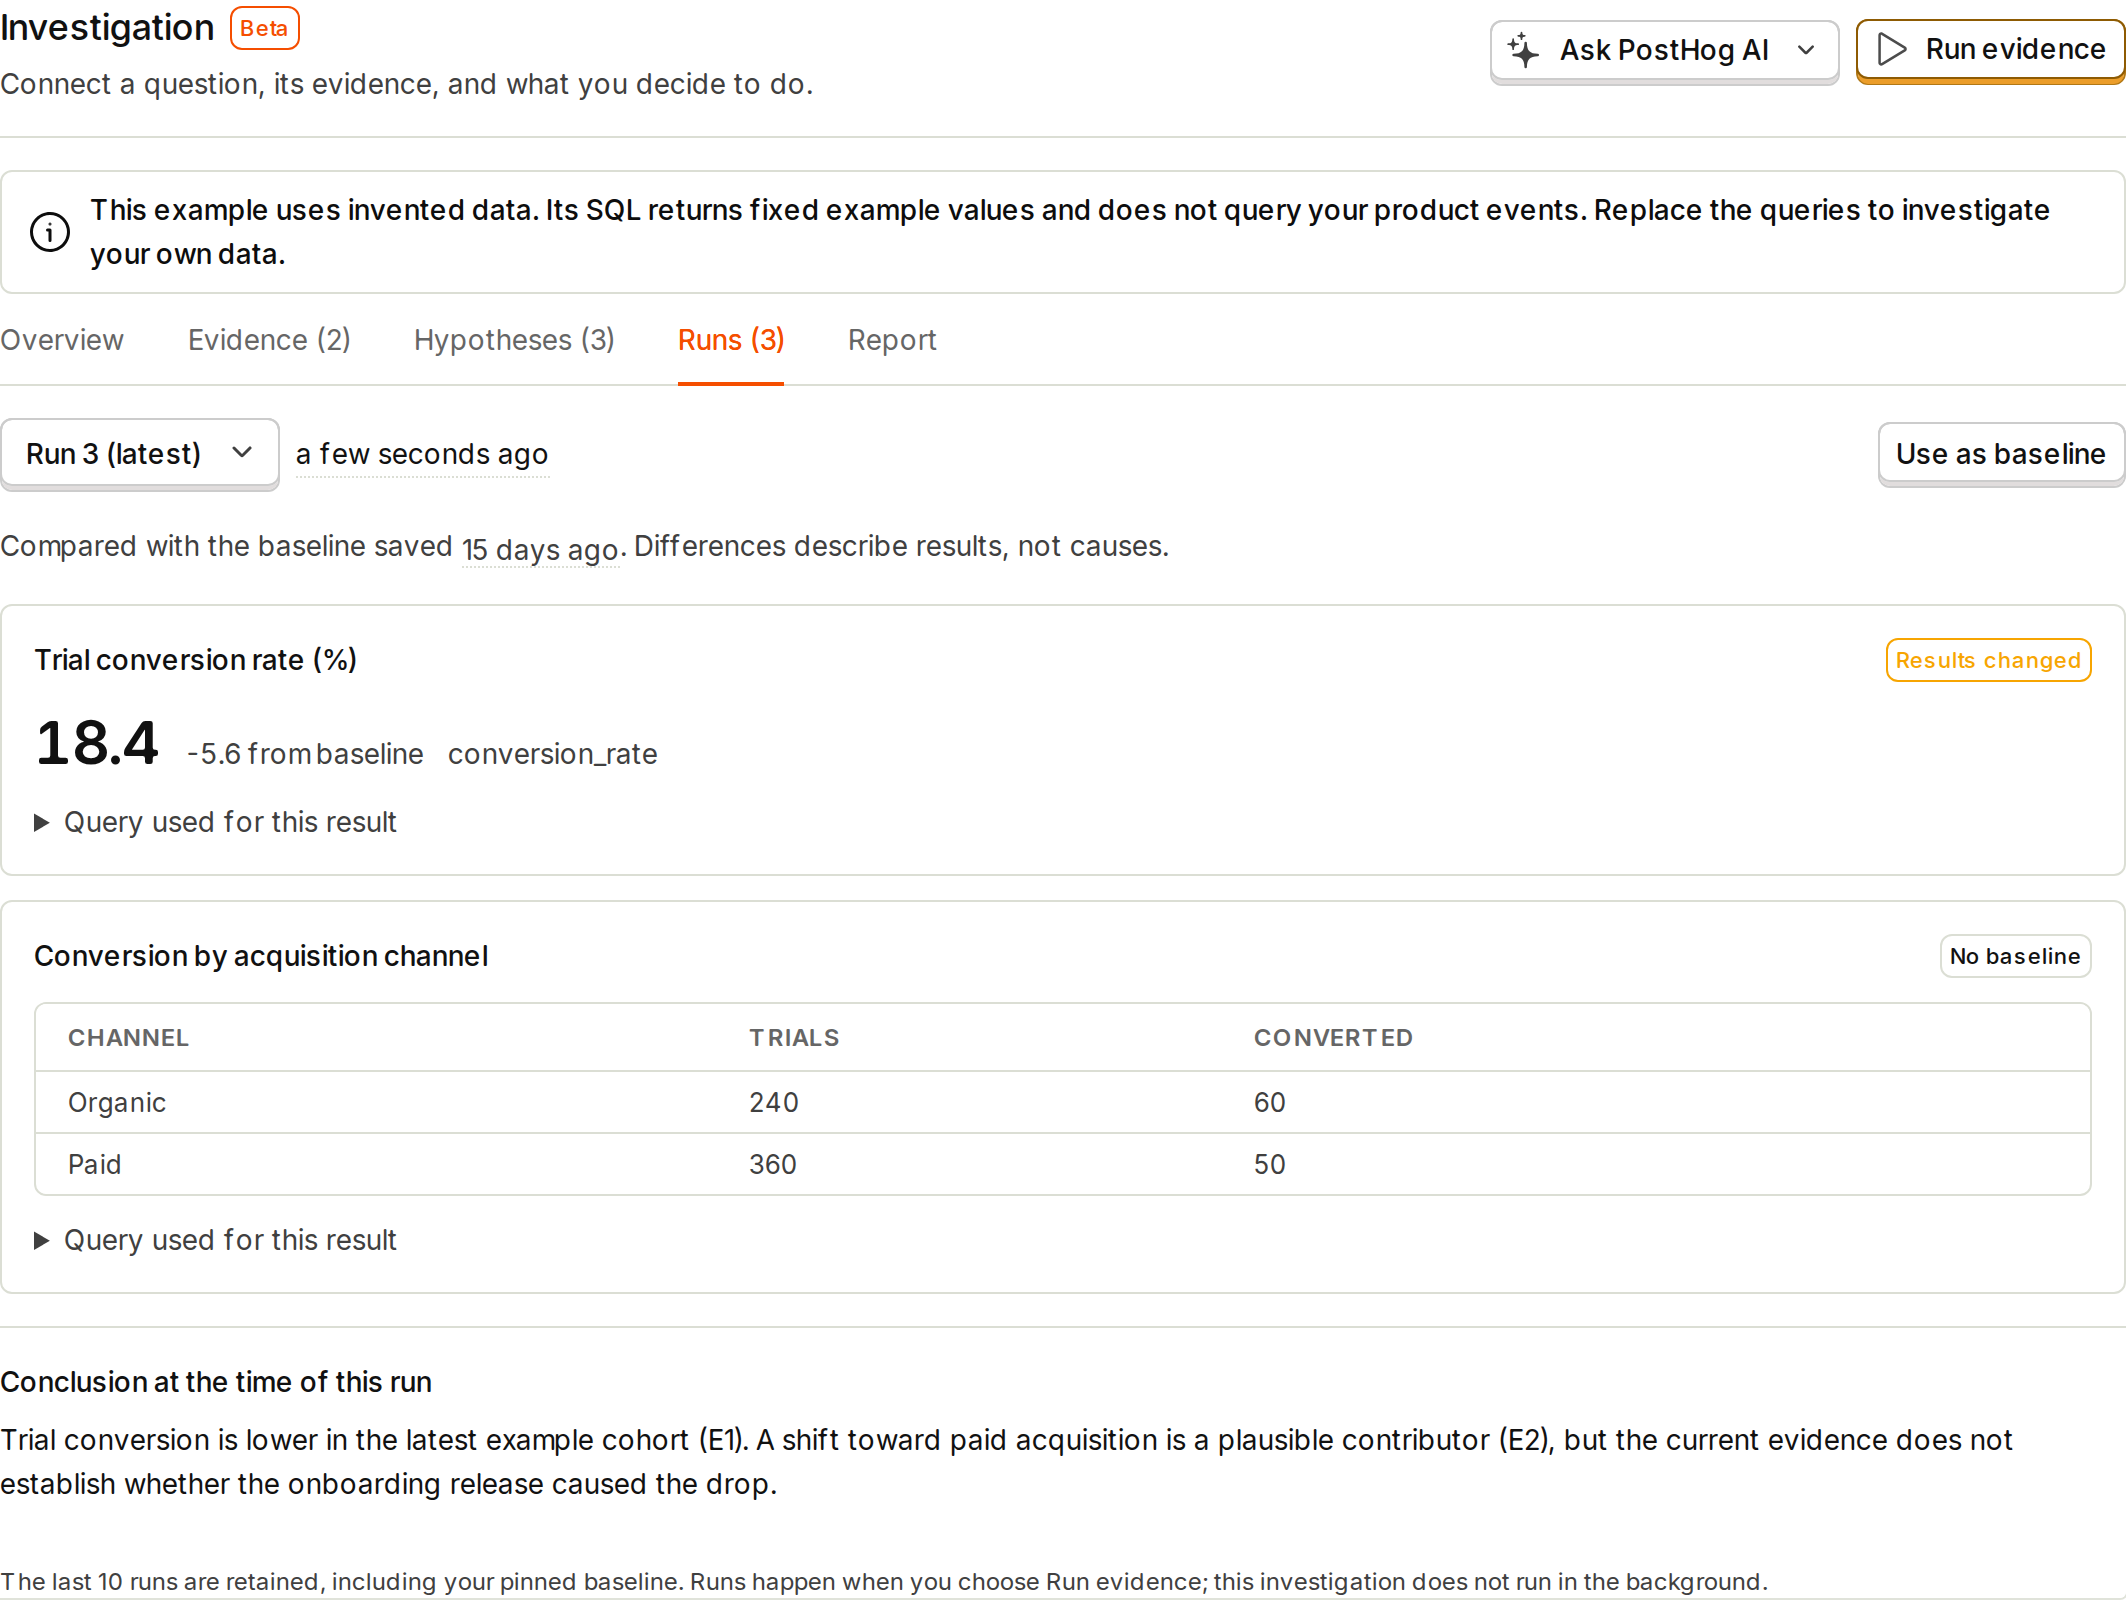 Investigation Beta
Connect a question, its evidence, and what you decide to do.
Ask PostHog AI
Run evidence
This example uses invented data. Its SQL returns fixed example values and does not query your product events. Replace the queries to investigate
your own data.
Overview Evidence (2) Hypotheses (3) Runs (3) Report
Run 3 (latest) a few seconds ago Use as baseline
Compared with the baseline saved 15 days ago. Differences describe results, not causes.
Trial conversion rate (%) Results changed
18.4 -5.6 from baseline conversion_rate
Query used for this result
Conversion by acquisition channel No baseline
CHANNEL TRIALS CONVERTED
Organic 240 60
Paid 360 50
Query used for this result
Conclusion at the time of this run
Trial conversion is lower in the latest example cohort (E1). A shift toward paid acquisition is a plausible contributor (E2), but the current evidence does not
establish whether the onboarding release caused the drop.
The last 10 runs are retained, including your pinned baseline. Runs happen when you choose Run evidence; this investigation does not run in the background.